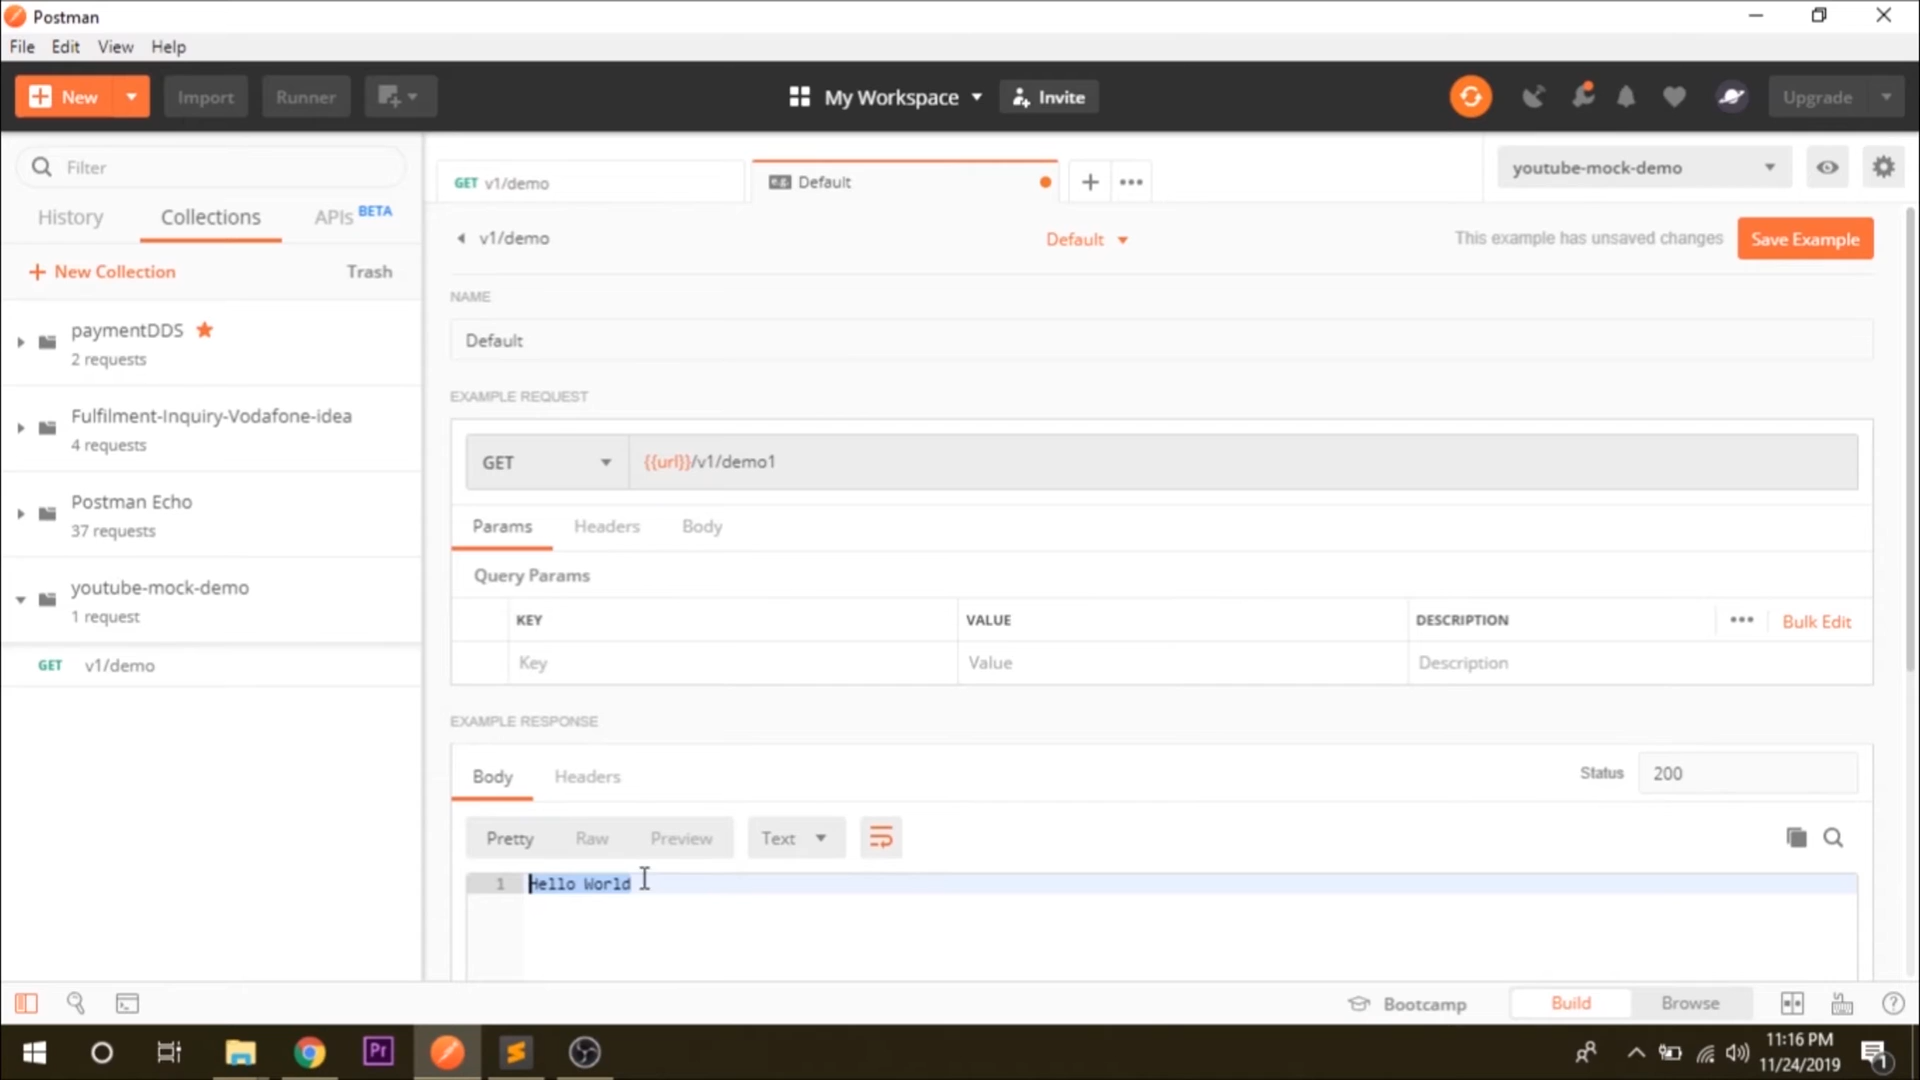 Postman
File Edit View Help
New Import Runner My Workspace Invite Upgrade
Filter
History Collections APIs BETA
New Collection Trash
paymentDDS
2 requests
Fulfilment-Inquiry-Vodafone-idea
4 requests
Postman Echo
37 requests
youtube-mock-demo
1 request
GET v1/demo
GET v1/demo
e.g. Default
youtube-mock-demo
v1/demo Default This example has unsaved changes Save Example
NAME
Default
EXAMPLE REQUEST
GET {{url}}/v1/demo1
Params Headers Body
Query Params
KEY VALUE DESCRIPTION Bulk Edit
Key Value Description
EXAMPLE RESPONSE
Body Headers Status 200
Pretty Raw Preview Text
1 Hello World
Bootcamp Build Browse
Pr
11:16 PM
11/24/2019
1